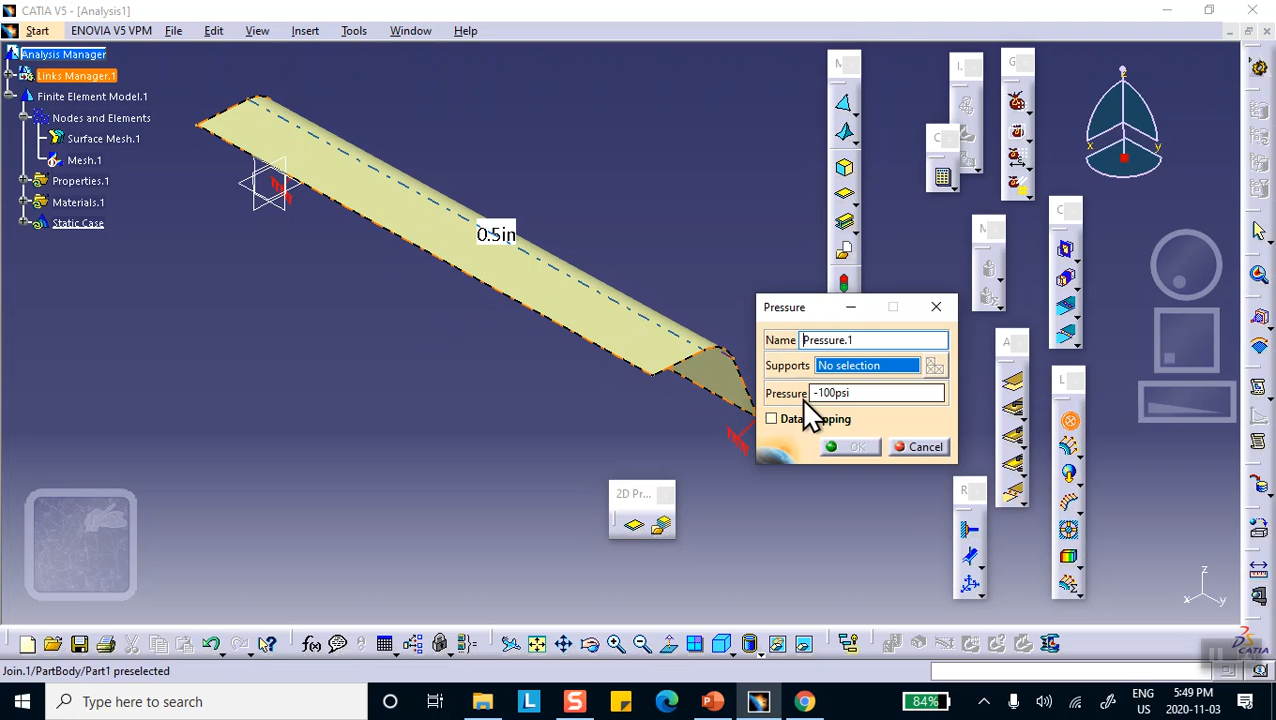 CATIA V5 - [Analysis1]
Start ENOVIA V5 VPM File Edit View Insert Tools Window Help
Analysis Manager
Links Manager.1
Finite Element Model.1
Nodes and Elements
Surface Mesh.1
Mesh.1
Properties.1
Materials.1
Static Case
M
I.
G
C
M
C
A
L
R
z
x
y
0.5in
Pressure
Name Pressure.1
Supports No selection
Pressure -100psi
OK Cancel
2D Pr...
z
x y
CATIA
Join.1/PartBody/Part1 preselected
Type here to search
84%
ENG
US
5:49 PM
2020-11-03